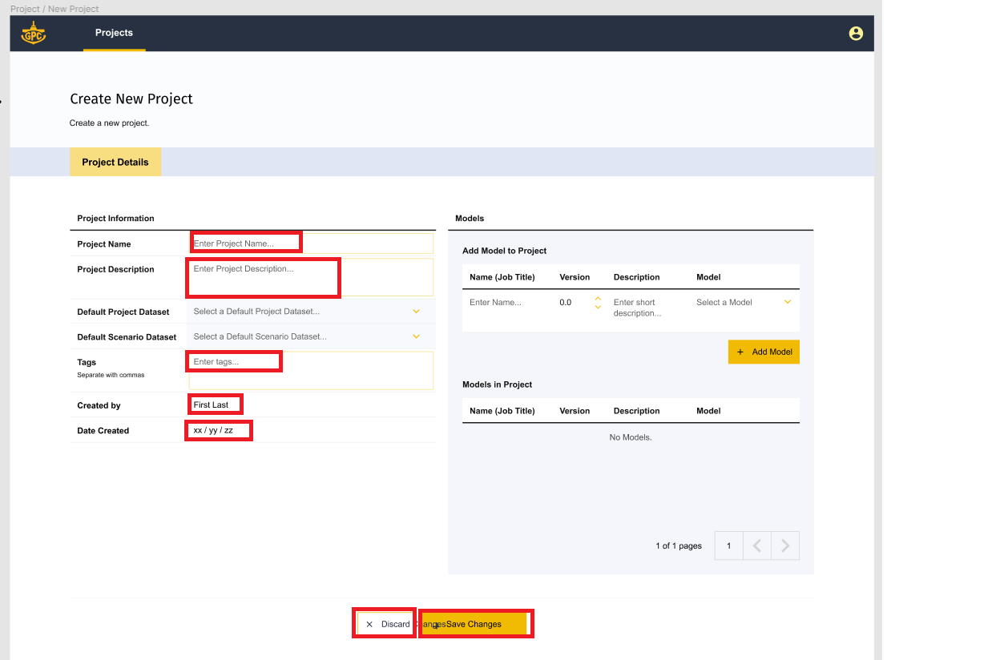 Project / New Project
GPC
Projects
Create New Project
Create a new project.
Project Details
Project Information
Project Name
Enter Project Name...
Project Description
Enter Project Description...
Default Project Dataset
Select a Default Project Dataset...
Default Scenario Dataset
Select a Default Scenario Dataset...
Tags
Enter tags...
Separate with commas
Created by
First Last
Date Created
xx / yy / zz
Models
Add Model to Project
Name (Job Title) Version Description Model
Enter Name... 0.0 Enter short Select a Model
description...
+ Add Model
Models in Project
Name (Job Title) Version Description Model
No Models.
1 of 1 pages 1
Discard Changes Save Changes